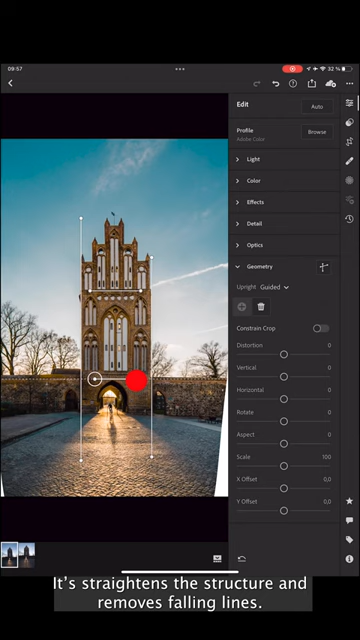 09:57
32 %
Edit
Auto
Profile
Adobe Color
Browse
Light
Color
Effects
Detail
Optics
Geometry
Upright Guided
Constrain Crop
Distortion 0
Vertical 0
Horizontal 0
Rotate 0
Aspect 0
Scale 100
X Offset 0,0
Y Offset 0,0
It's straightens the structure and
removes falling lines.